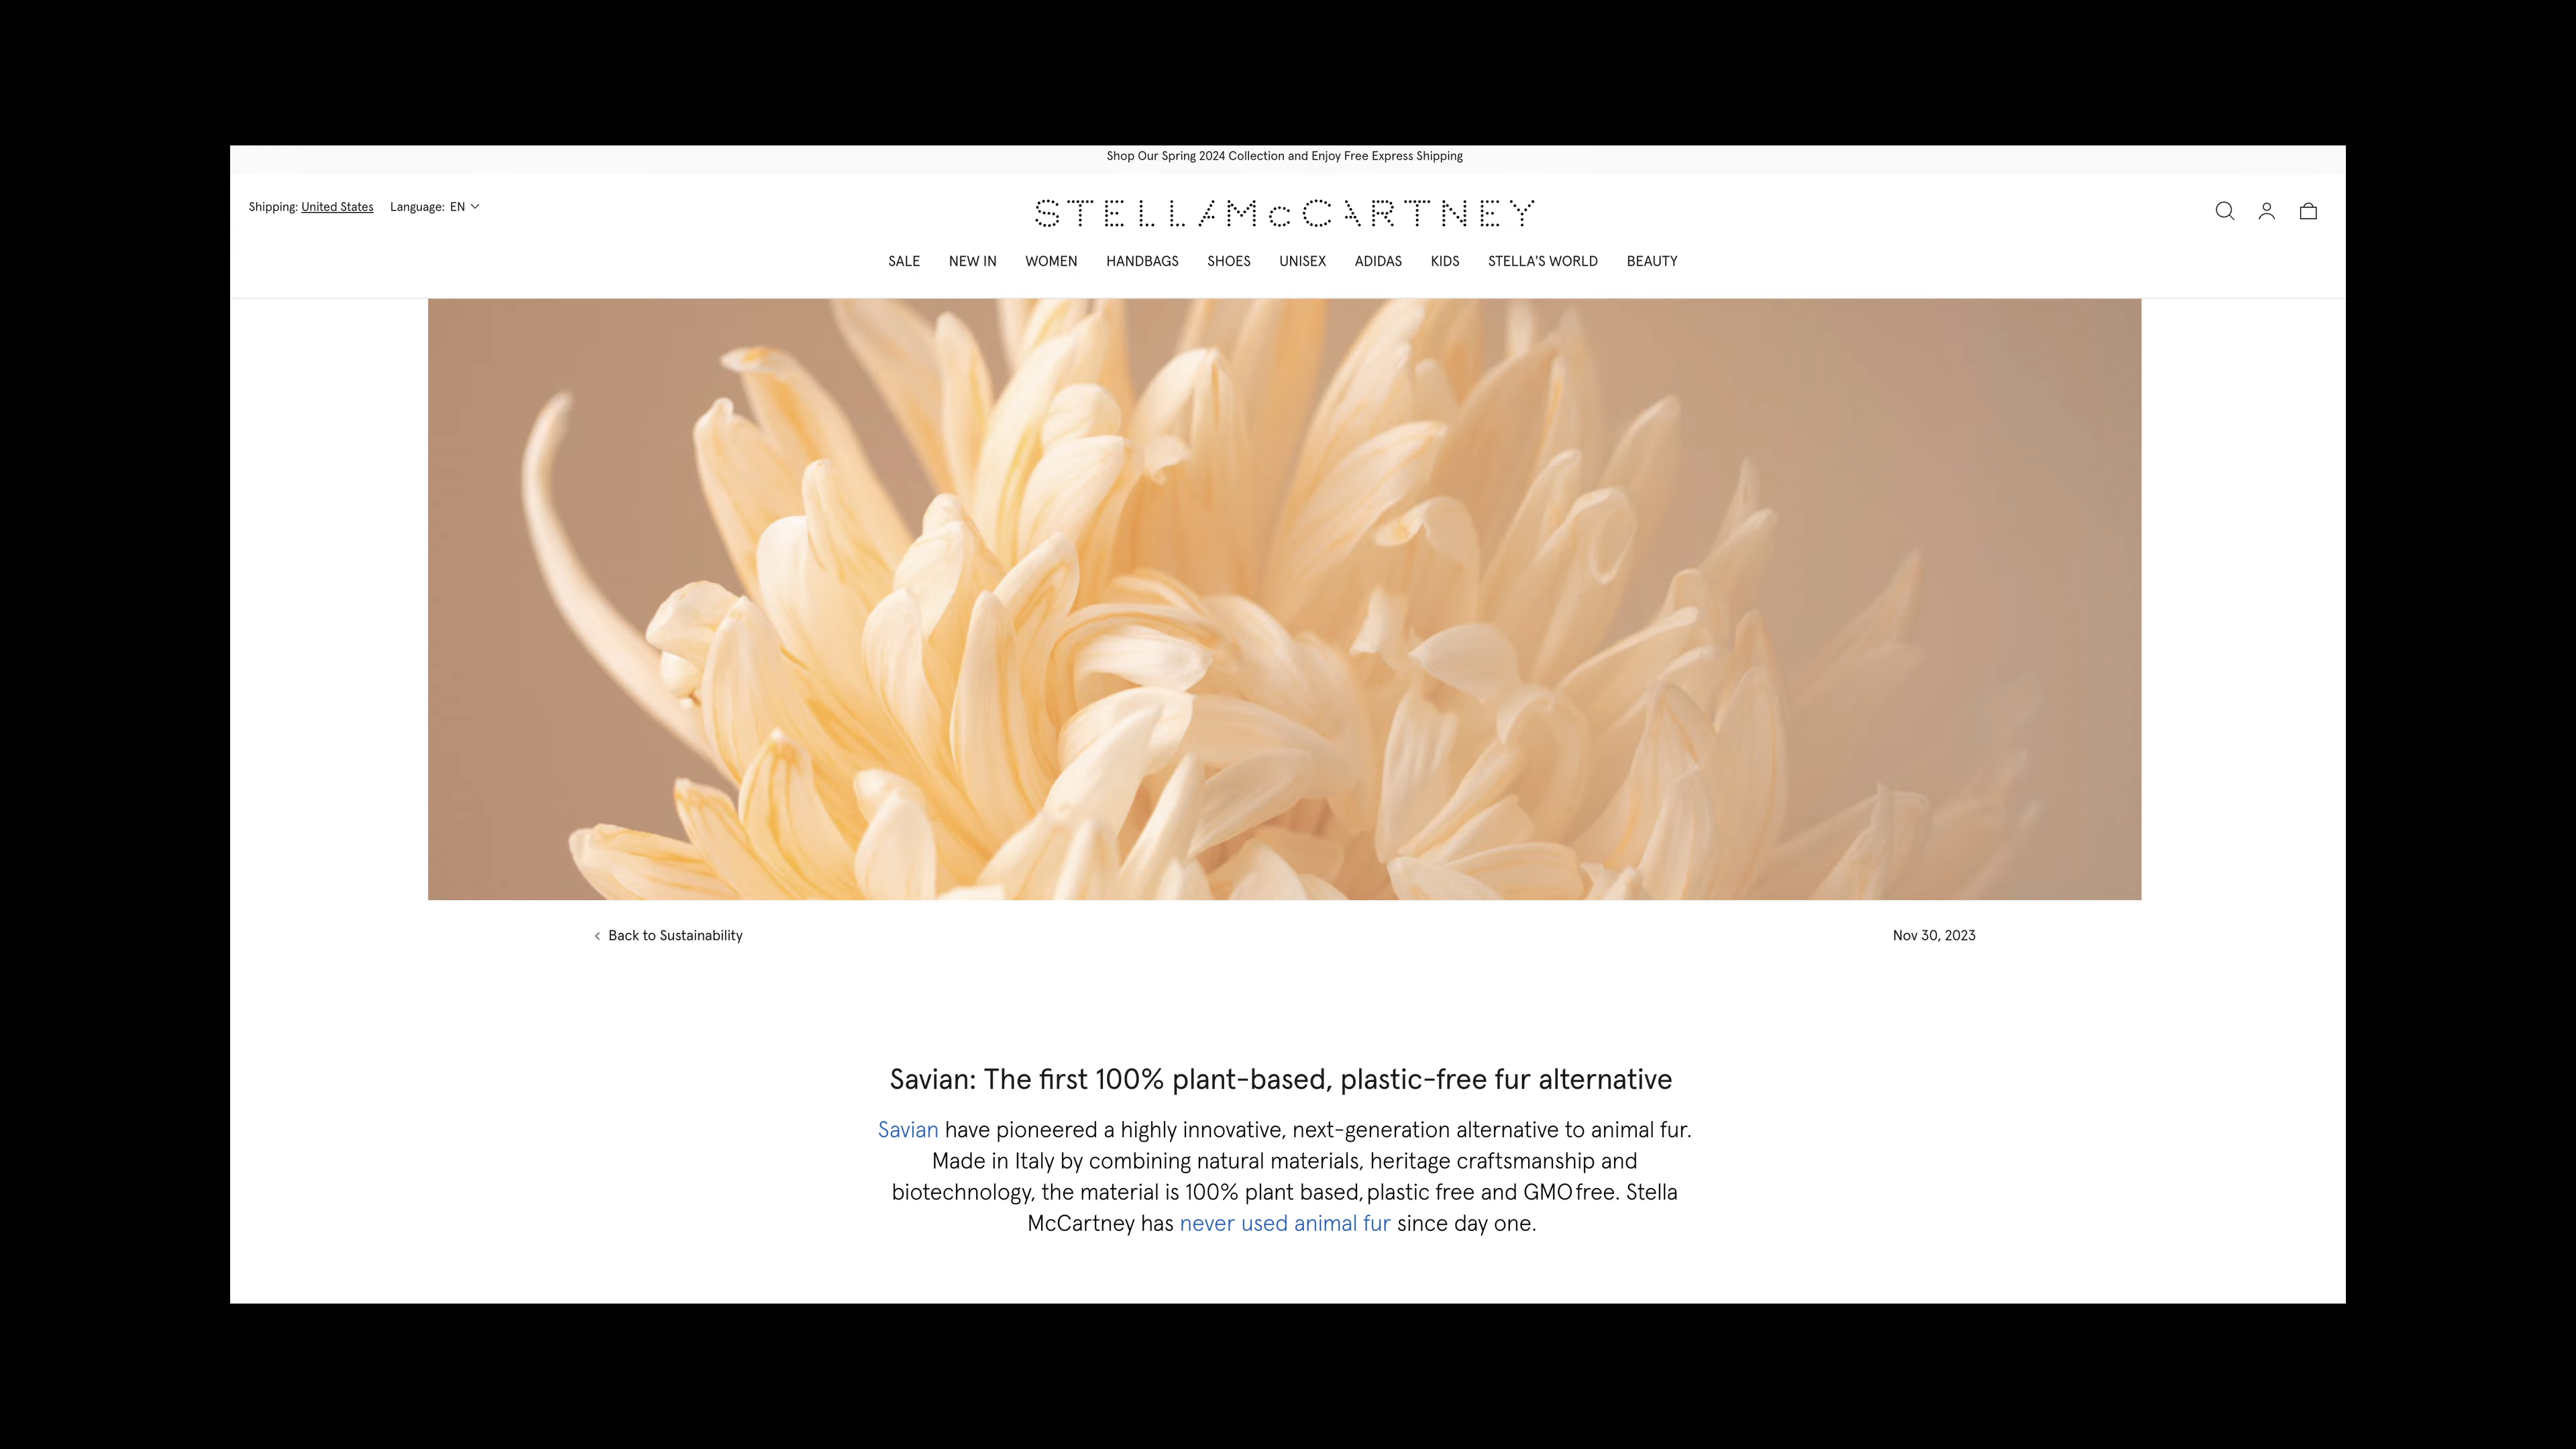 Shop Our Spring 2024 Collection and Enjoy Free Express Shipping
Shipping: United States Language: EN
STELLAMcCARTNEY
SALE NEW IN WOMEN HANDBAGS SHOES UNISEX ADIDAS KIDS STELLA'S WORLD BEAUTY
Back to Sustainability
Nov 30, 2023
Savian: The first 100% plant-based, plastic-free fur alternative
Savian have pioneered a highly innovative, next-generation alternative to animal fur.
Made in Italy by combining natural materials, heritage craftsmanship and
biotechnology, the material is 100% plant based, plastic free and GMO free. Stella
McCartney has never used animal fur since day one.